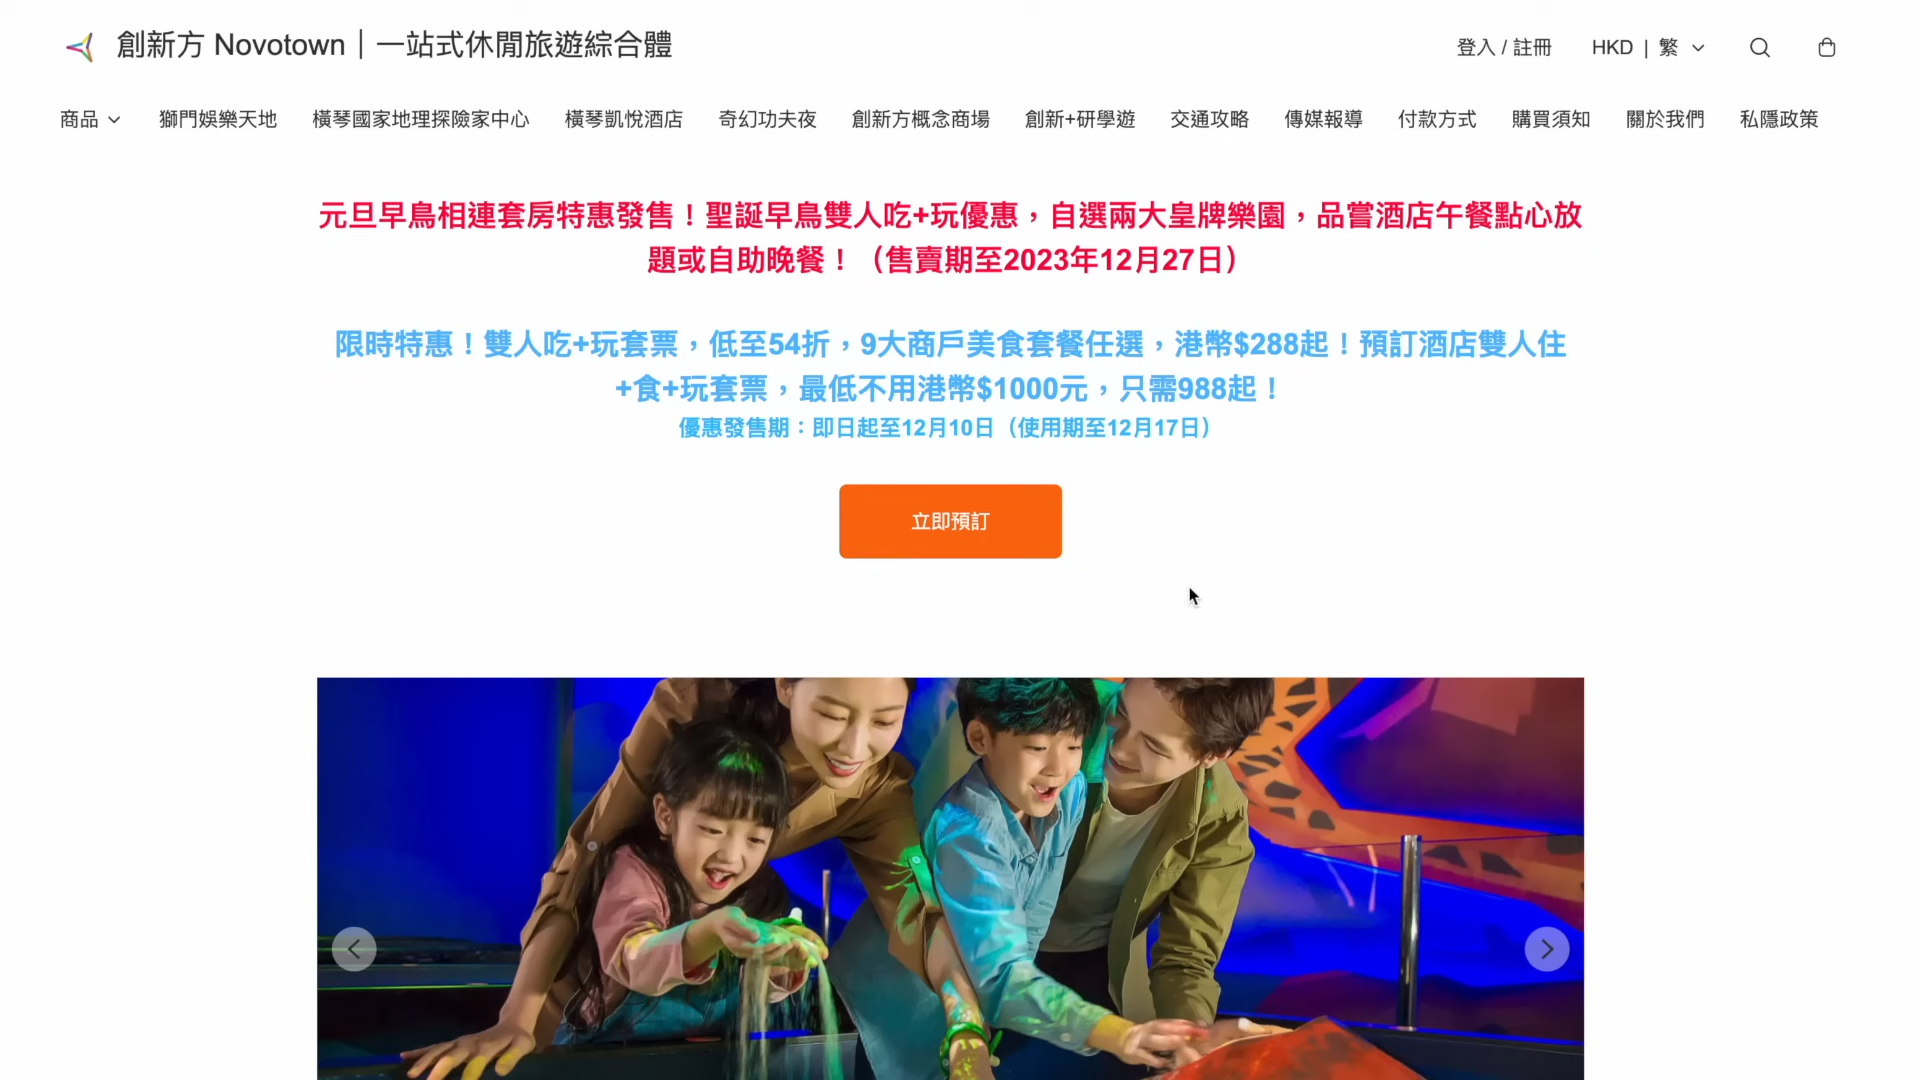 創新方 Novotown｜一站式休閒旅遊綜合體
登入 / 註冊
HKD | 繁
商品 獅門娛樂天地 橫琴國家地理探險家中心 橫琴凱悅酒店 奇幻功夫夜 創新方概念商場 創新+研學遊 交通攻略 傳媒報導 付款方式 購買須知 關於我們 私隱政策
元旦早鳥相連套房特惠發售！聖誕早鳥雙人吃+玩優惠，自選兩大皇牌樂園，品嘗酒店午餐點心放
題或自助晚餐！（售賣期至2023年12月27日）
限時特惠！雙人吃+玩套票，低至54折，9大商戶美食套餐任選，港幣$288起！預訂酒店雙人住
+食+玩套票，最低不用港幣$1000元，只需988起！
優惠發售期：即日起至12月10日（使用期至12月17日）
立即預訂